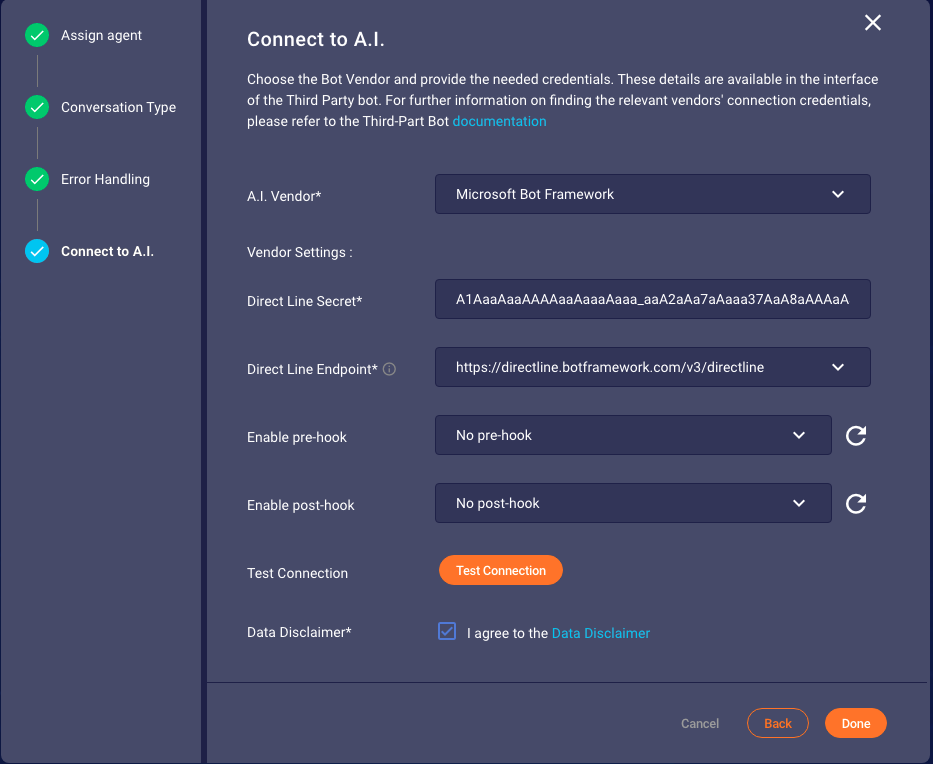 Assign agent
Conversation Type
Error Handling
Connect to A.I.
Connect to A.I.
Choose the Bot Vendor and provide the needed credentials. These details are available in the interface
of the Third Party bot. For further information on finding the relevant vendors' connection credentials,
please refer to the Third-Part Bot documentation
A.I. Vendor*
Microsoft Bot Framework
Vendor Settings :
Direct Line Secret*
A1AaaAaaAAAAaaAaaaAaaa_aaA2aAa7aAaaa37AaA8aAAAaA
Direct Line Endpoint*
https://directline.botframework.com/v3/directline
Enable pre-hook
No pre-hook
Enable post-hook
No post-hook
Test Connection
Test Connection
Data Disclaimer*
I agree to the Data Disclaimer
Cancel
Back
Done